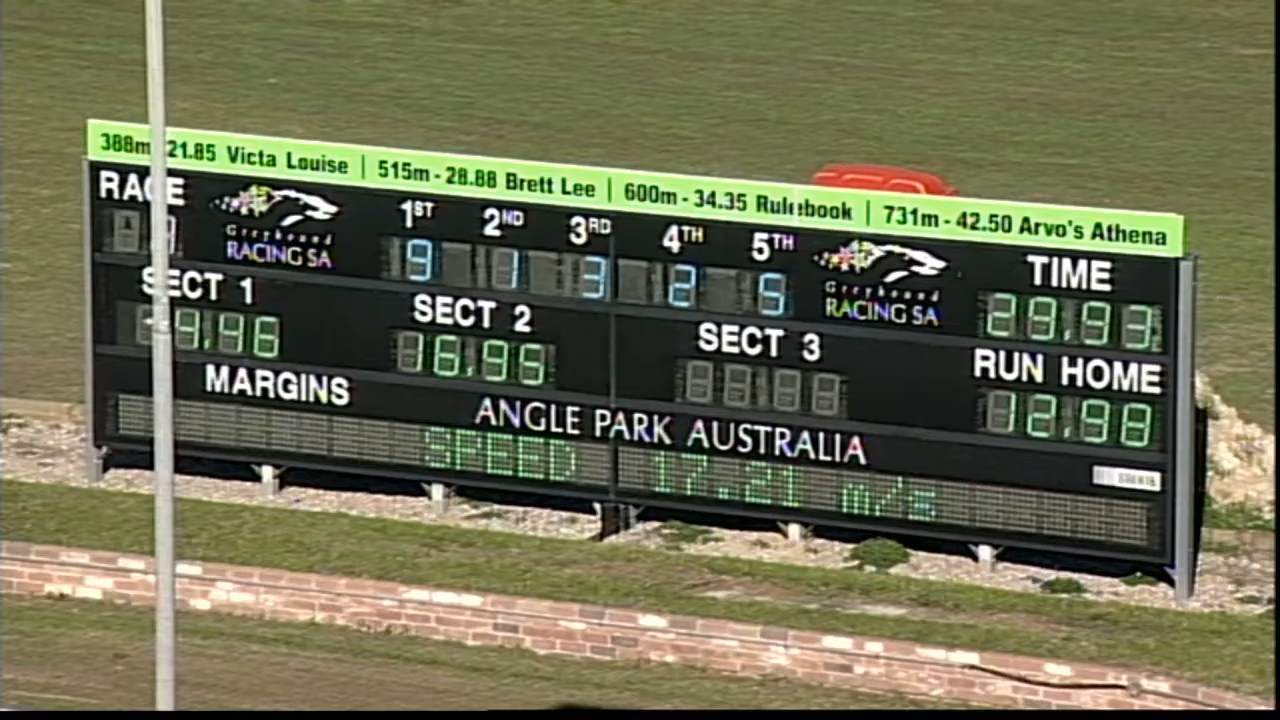 388m 21.85 Victa Louise | 515m - 28.88 Brett Lee | 600m - 34.35 Rulebook | 731m - 42.50 Arvo's Athena
RACE
Greyhound
RACING SA
1ST 2ND 3RD 4TH 5TH
9 1 3 2 5
Greyhound
RACING SA
TIME
29.93
SECT 1
4.46
SECT 2
16.95
SECT 3
RUN HOME
12.98
MARGINS
ANGLE PARK AUSTRALIA
SPEED 17.21 m/s